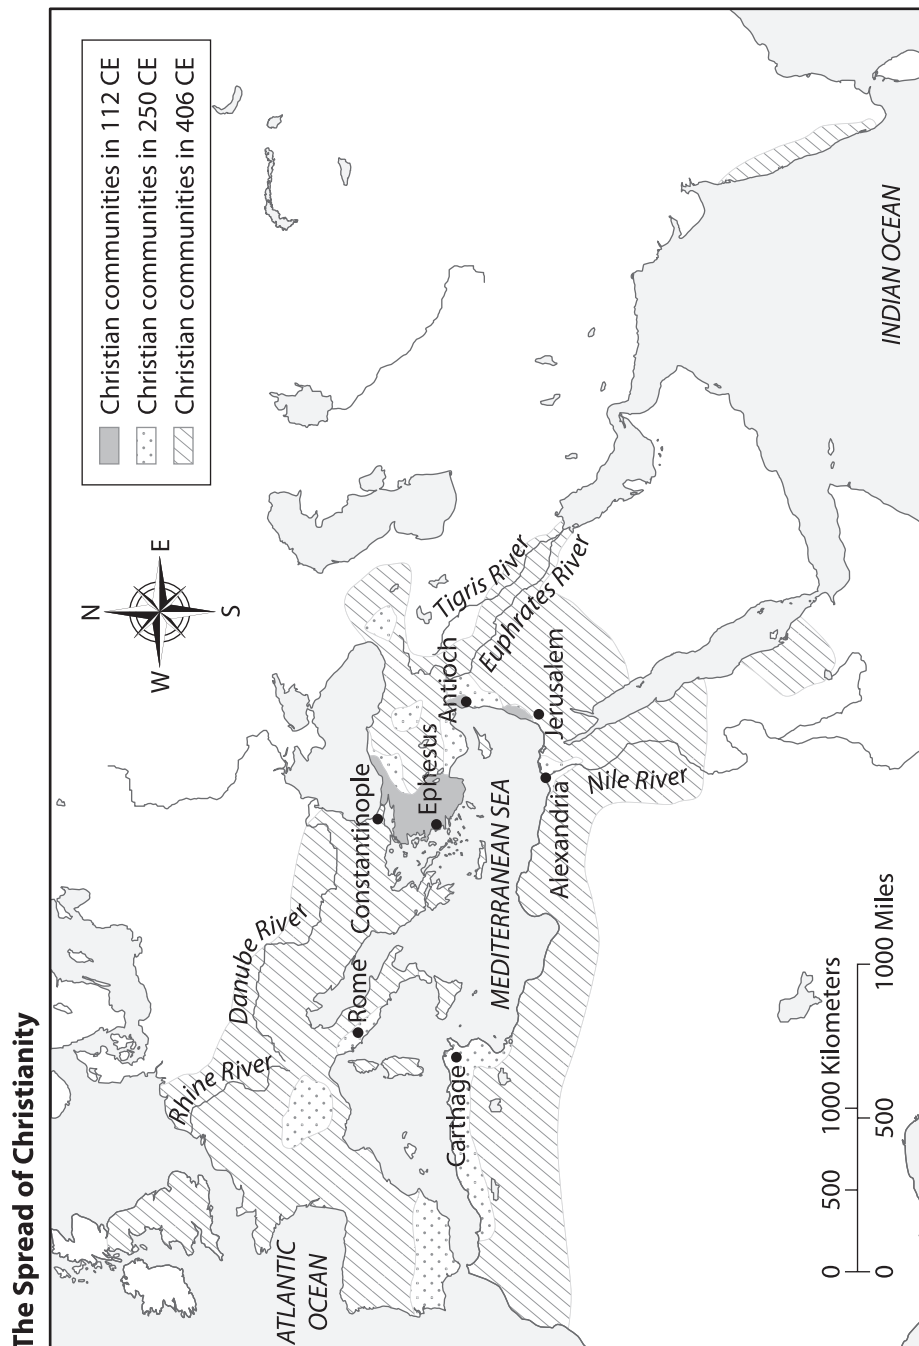 The Spread of Christianity
Christian communities in 112 CE
Christian communities in 250 CE
Christian communities in 406 CE
N
W
E
S
Rhine River
Danube River
ATLANTIC
OCEAN
Rome
Constantinople
Ephesus
Antioch
Tigris River
Euphrates River
Carthage
MEDITERRANEAN SEA
Alexandria
Jerusalem
Nile River
INDIAN OCEAN
0 500 1000 Kilometers
0 500 1000 Miles